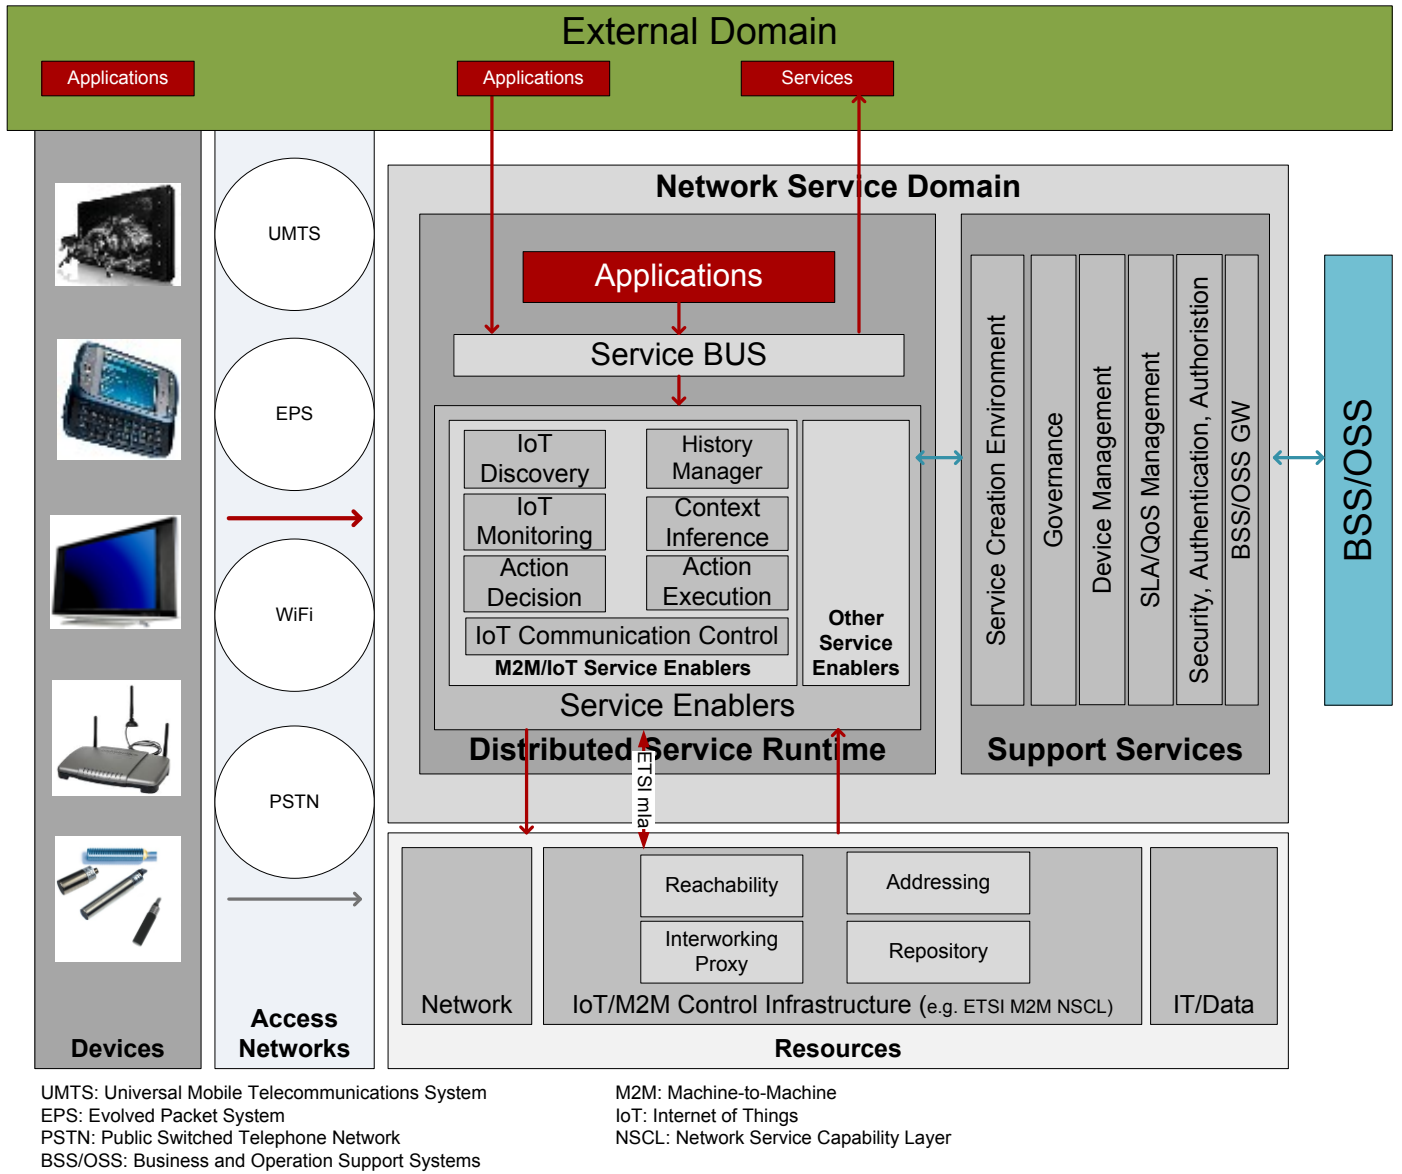 External Domain
Applications
Applications
Services
Network Service Domain
UMTS
EPS
WiFi
PSTN
Applications
Service BUS
IoT
Discovery
History
Manager
IoT
Monitoring
Context
Inference
Action
Decision
Action
Execution
IoT Communication Control
M2M/IoT Service Enablers
Other
Service
Enablers
Service Enablers
Distributed Service Runtime
Service Creation Environment
Governance
Device Management
SLA/QoS Management
Security, Authentication, Authoristion
BSS/OSS GW
Support Services
BSS/OSS
ETSI mla
Reachability
Addressing
Interworking
Proxy
Repository
Network
IoT/M2M Control Infrastructure (e.g. ETSI M2M NSCL)
IT/Data
Devices
Access
Networks
Resources
UMTS: Universal Mobile Telecommunications System
EPS: Evolved Packet System
PSTN: Public Switched Telephone Network
BSS/OSS: Business and Operation Support Systems
M2M: Machine-to-Machine
IoT: Internet of Things
NSCL: Network Service Capability Layer